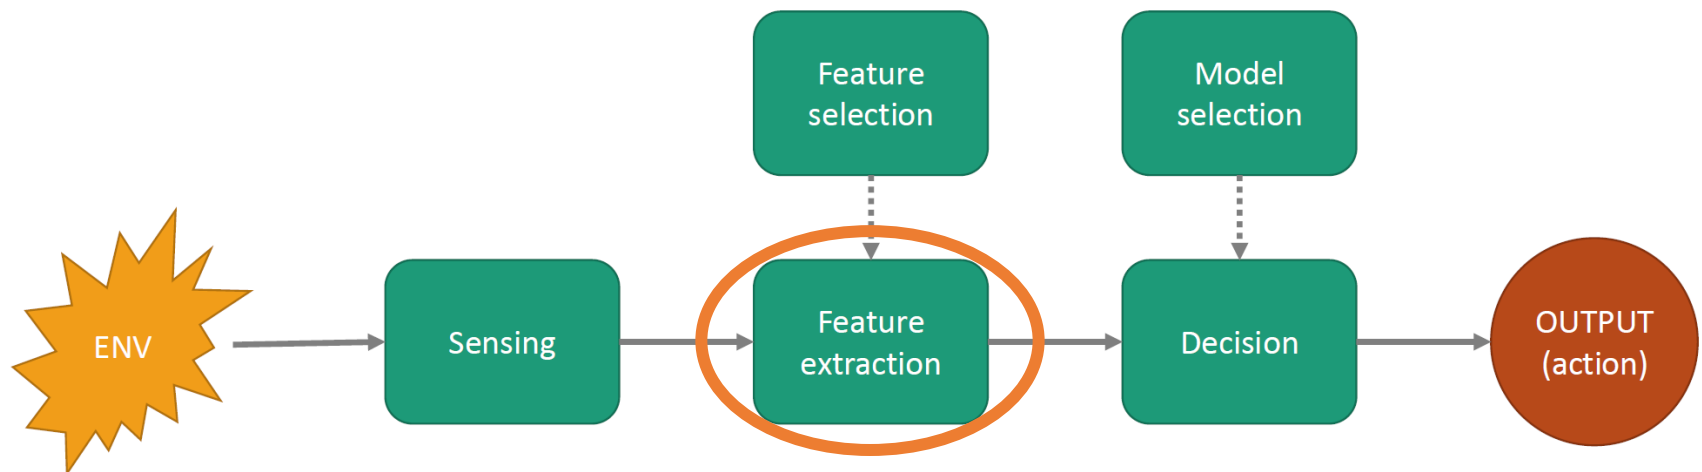 Feature
selection
Model
selection
ENV
Sensing
Feature
extraction
Decision
OUTPUT
(action)